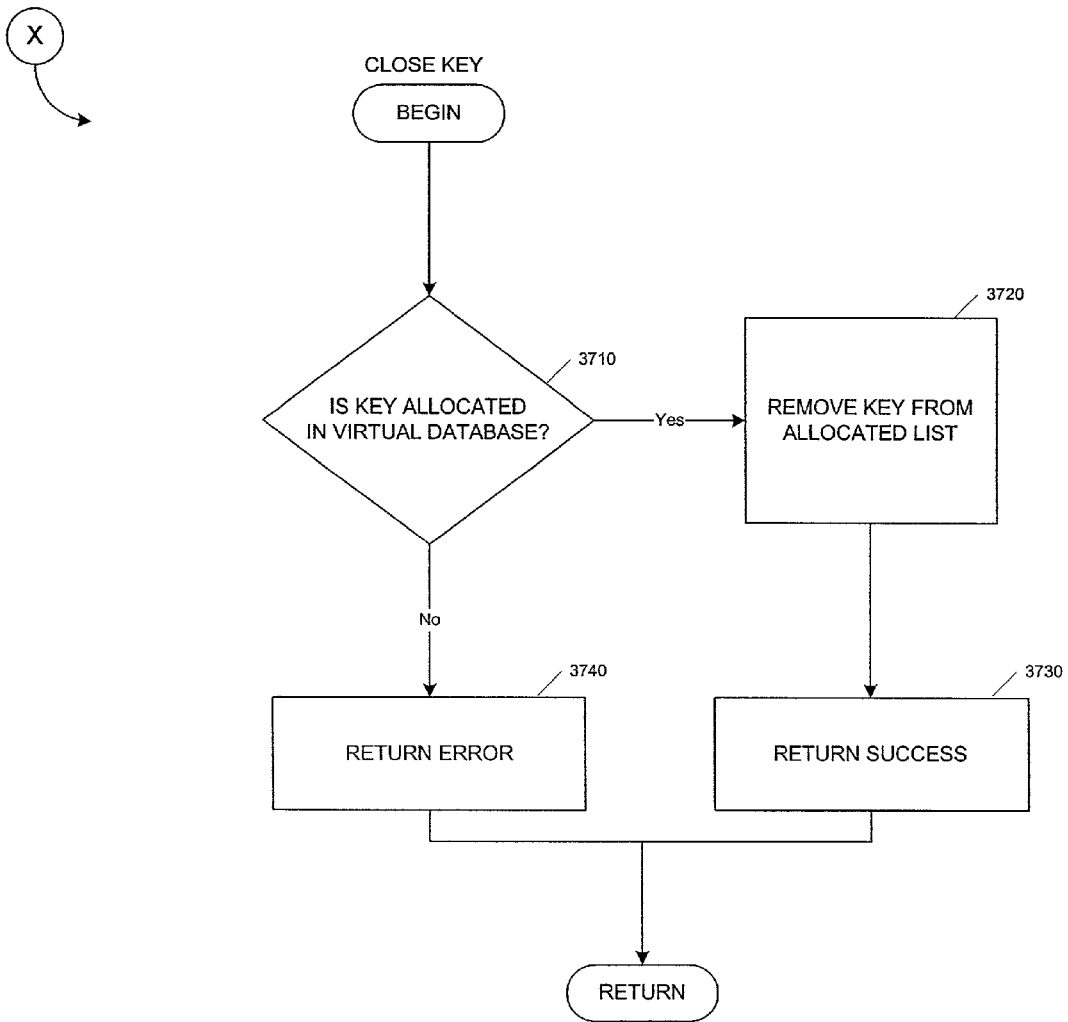 X
CLOSE KEY
BEGIN
3710
IS KEY ALLOCATED
IN VIRTUAL DATABASE?
Yes
3720
REMOVE KEY FROM
ALLOCATED LIST
No
3740
RETURN ERROR
3730
RETURN SUCCESS
RETURN